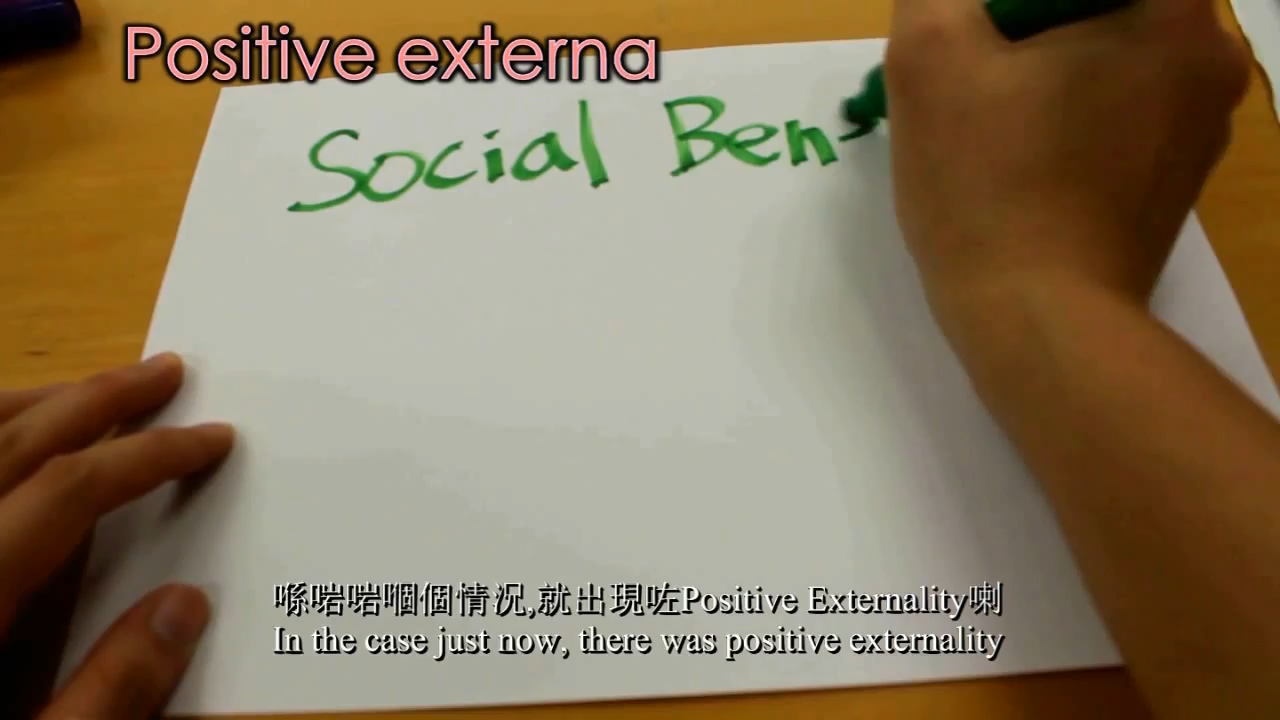 Positive externa
Social Ben
喺啱啱嗰個情況,就出現咗Positive Externality喇
In the case just now, there was positive externality